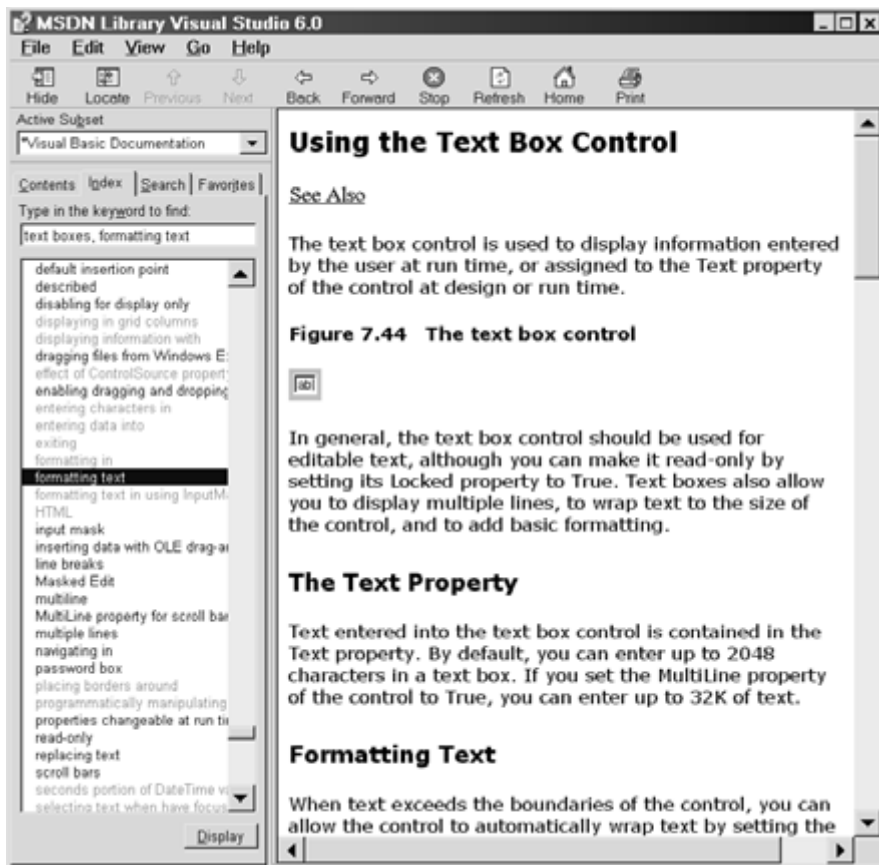 MSDN Library Visual Studio 6.0
File Edit View Go Help
Hide Locate Previous Next Back Forward Stop Refresh Home Print
Active Subset
*Visual Basic Documentation
Contents Index Search Favorites
Type in the keyword to find:
text boxes, formatting text
default insertion point
described
disabling for display only
displaying in grid columns
displaying information with
dragging files from Windows E:
effect of ControlSource property
enabling dragging and dropping
entering characters in
entering data into
exiting
formatting in
formatting text
formatting text in using InputM
HTML
input mask
inserting data with OLE drag-a
line breaks
Masked Edit
multiline
MultiLine property for scroll bar
multiple lines
navigating in
password box
placing borders around
programmatically manipulating
properties changeable at run ti
read-only
replacing text
scroll bars
seconds portion of DateTime v
selecting text when have focus
Display
Using the Text Box Control
See Also
The text box control is used to display information entered
by the user at run time, or assigned to the Text property
of the control at design or run time.
Figure 7.44 The text box control
ab
In general, the text box control should be used for
editable text, although you can make it read-only by
setting its Locked property to True. Text boxes also allow
you to display multiple lines, to wrap text to the size of
the control, and to add basic formatting.
The Text Property
Text entered into the text box control is contained in the
Text property. By default, you can enter up to 2048
characters in a text box. If you set the MultiLine property
of the control to True, you can enter up to 32K of text.
Formatting Text
When text exceeds the boundaries of the control, you can
allow the control to automatically wrap text by setting the